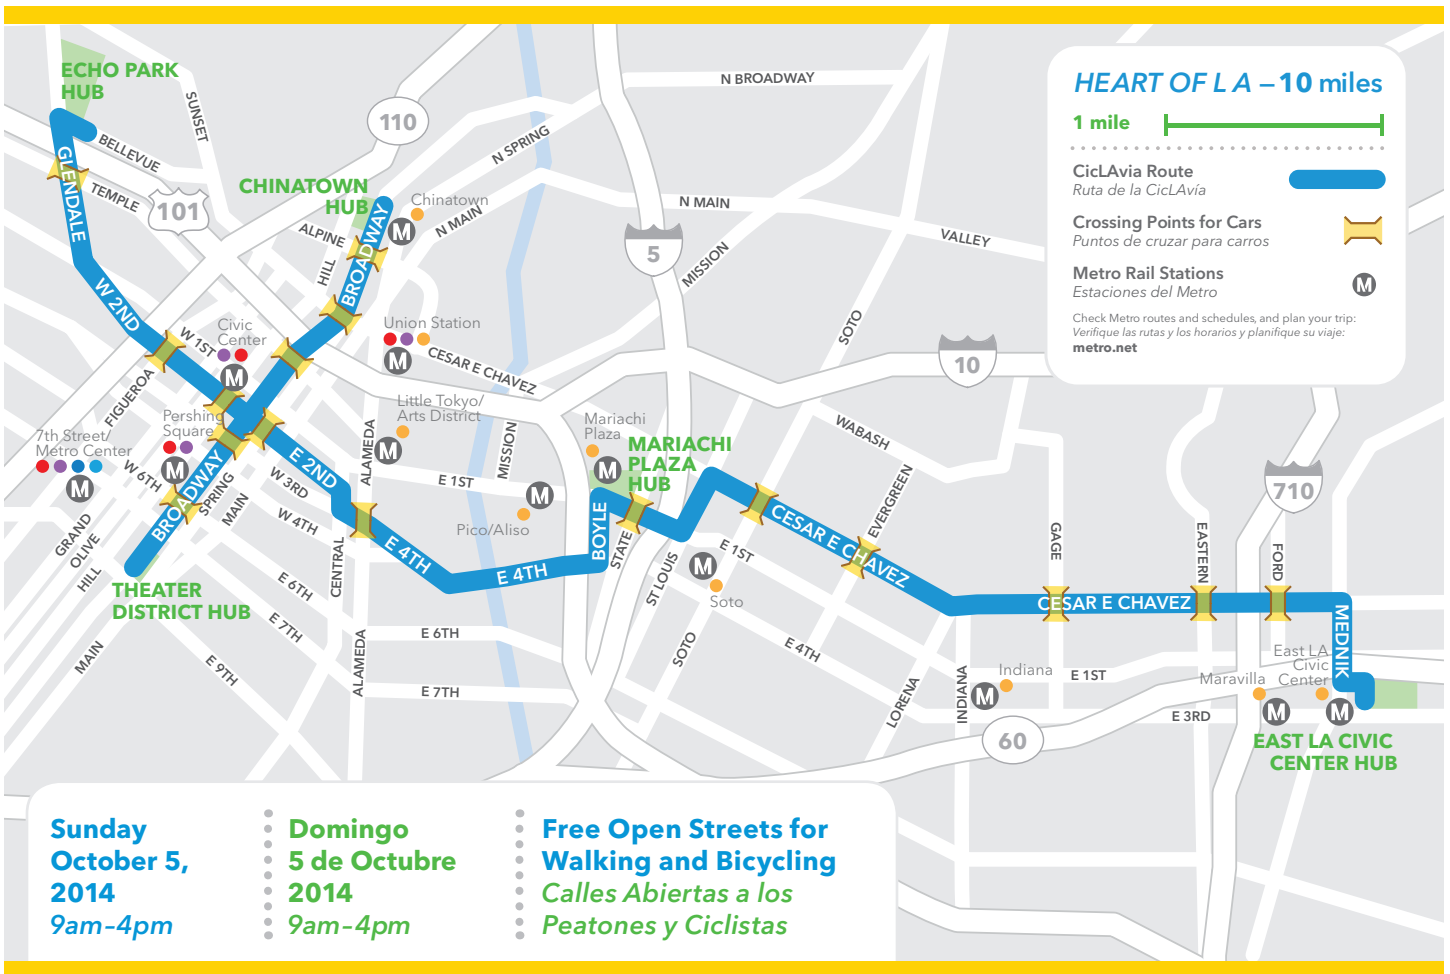 ECHO PARK
HUB
SUNSET
BELLEVUE
GLENDALE
TEMPLE
101
110
N BROADWAY
N SPRING
CHINATOWN
HUB
Chinatown
M
N MAIN
N MAIN
ALPINE
HILL
BROADWAY
5
MISSION
VALLEY
SOTO
10
HEART OF L A – 10 miles
1 mile
CicLAvia Route
Ruta de la CicLAvía
Crossing Points for Cars
Puntos de cruzar para carros
Metro Rail Stations
Estaciones del Metro
M
Check Metro routes and schedules, and plan your trip:
Verifique las rutas y los horarios y planifique su viaje:
metro.net
W 2ND
W 1ST
Civic
Center
M
Union Station
M
CESAR E CHAVEZ
FIGUEROA
Pershing
Square
M
7th Street/
Metro Center
M
W 6TH
BROADWAY
SPRING
MAIN
W 3RD
W 4TH
E 2ND
ALAMEDA
Little Tokyo/
Arts District
M
MISSION
E 1ST
M
Pico/Aliso
Mariachi
Plaza
M
MARIACHI
PLAZA
HUB
WABASH
EVERGREEN
710
GRAND
OLIVE
HILL
THEATER
DISTRICT HUB
CENTRAL
E 4TH
E 4TH
BOYLE
STATE
ST LOUIS
E 1ST
M
Soto
CESAR E CHAVEZ
GAGE
EASTERN
FORD
CESAR E CHAVEZ
MEDNIK
E 6TH
E 7TH
E 9TH
MAIN
ALAMEDA
E 6TH
E 7TH
SOTO
E 4TH
LORENA
INDIANA
Indiana
M
E 1ST
60
E 3RD
Maravilla
M
East LA
Civic
Center
M
EAST LA CIVIC
CENTER HUB
Sunday
October 5,
2014
9am–4pm
Domingo
5 de Octubre
2014
9am–4pm
Free Open Streets for
Walking and Bicycling
Calles Abiertas a los
Peatones y Ciclistas